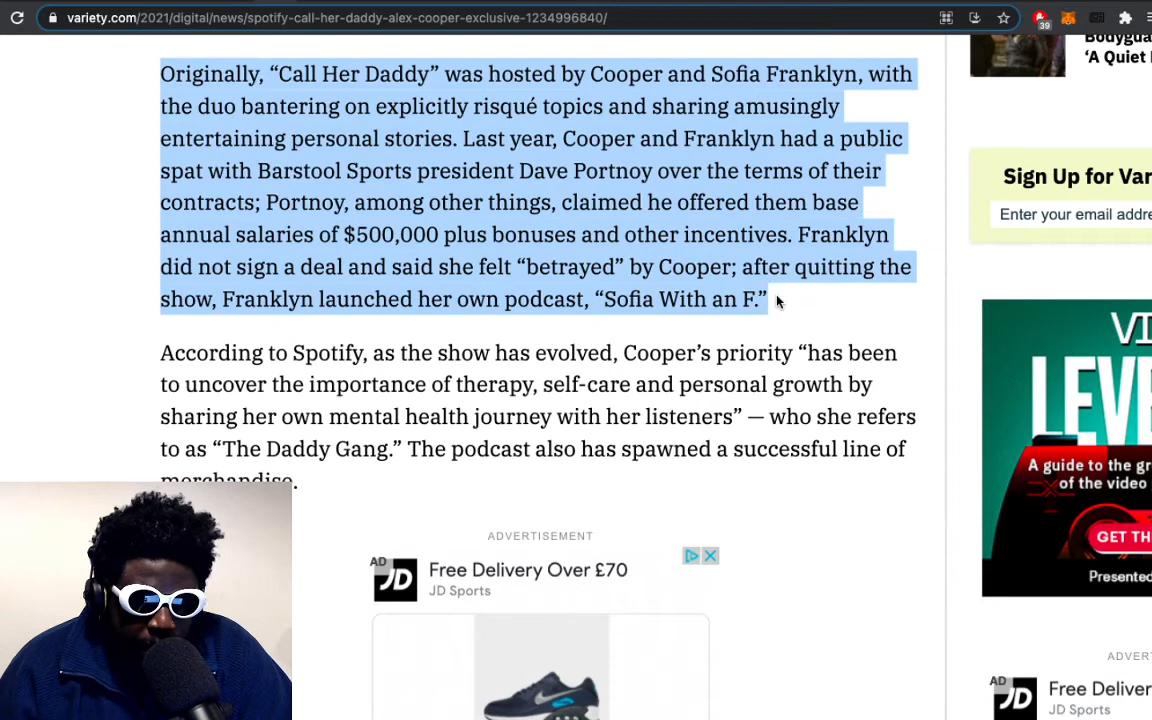 variety.com/2021/digital/news/spotify-call-her-daddy-alex-cooper-exclusive-1234996840/
39
Originally, “Call Her Daddy” was hosted by Cooper and Sofia Franklyn, with
the duo bantering on explicitly risqué topics and sharing amusingly
entertaining personal stories. Last year, Cooper and Franklyn had a public
spat with Barstool Sports president Dave Portnoy over the terms of their
contracts; Portnoy, among other things, claimed he offered them base
annual salaries of $500,000 plus bonuses and other incentives. Franklyn
did not sign a deal and said she felt “betrayed” by Cooper; after quitting the
show, Franklyn launched her own podcast, “Sofia With an F.”
According to Spotify, as the show has evolved, Cooper’s priority “has been
to uncover the importance of therapy, self-care and personal growth by
sharing her own mental health journey with her listeners” — who she refers
to as “The Daddy Gang.” The podcast also has spawned a successful line of
merchandise.
ADVERTISEMENT
AD
JD
Free Delivery Over £70
JD Sports
Bodygua
‘A Quiet
Sign Up for Var
Enter your email addre
VI
LEVE
A guide to the gr
of the video
GET TH
Presented
ADVERT
AD
JD
Free Deliver
JD Sports